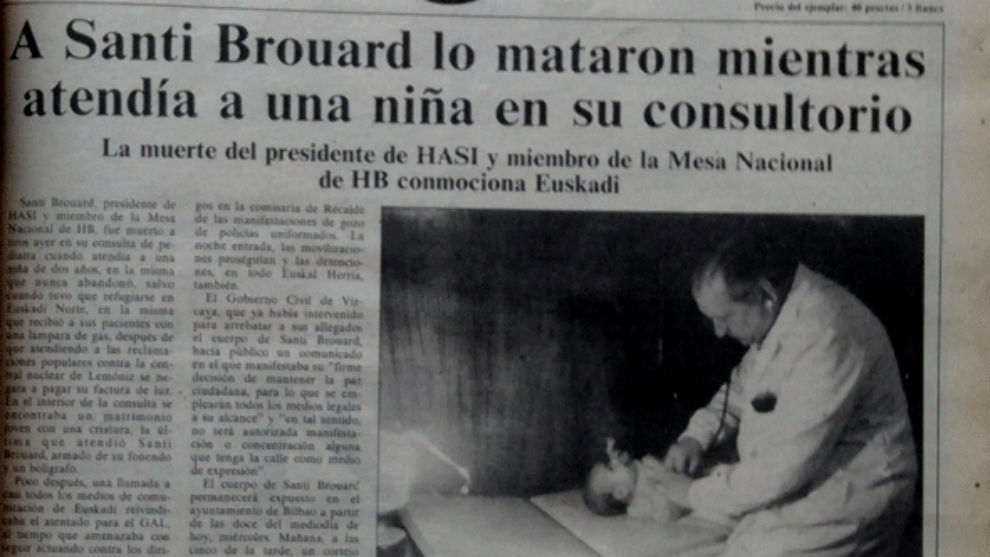 Precio del ejemplar: 40 pesetas / 3 francs
A Santi Brouard lo mataron mientras
atendía a una niña en su consultorio
La muerte del presidente de HASI y miembro de la Mesa Nacional
de HB conmociona Euskadi
Santi Brouard, presidente de
HASI y miembro de la Mesa
Nacional de HB, fue muerto a
tiros ayer en su consulta de pe-
diatra cuando atendía a una
niña de dos años, en la misma
que nunca abandonó, salvo
cuando tuvo que refugiarse en
Euskadi Norte, en la misma
que recibió a sus pacientes con
una lámpara de gas, después de
que atendiendo a las reclama-
ciones populares contra la cen-
tral nuclear de Lemóniz se ne-
gara a pagar su factura de luz.
En el interior de la consulta se
encontraba un matrimonio
joven con una criatura, la úl-
tima que atendió Santi
Brouard, armado de su fonendo
y un bolígrafo.
Poco después, una llamada a
casi todos los medios de comu-
nicación de Euskadi reivindi-
caba el atentado para el GAL,
al tiempo que amenazaba con
seguir actuando contra los diri-
gos en la comisaría de Recalde
de las manifestaciones de gozo
de policías uniformados. La
noche entrada, las movilizacio-
nes proseguían y las detencio-
nes, en todo Euskal Herria,
también.
El Gobierno Civil de Viz-
caya, que ya había intervenido
para arrebatar a sus allegados
el cuerpo de Santi Brouard,
hacía público un comunicado
en el que manifestaba su "firme
decisión de mantener la paz
ciudadana, para lo que se em-
plearán todos los medios legales
a su alcance" y "en tal sentido,
no será autorizada manifesta-
ción o concentración alguna
que tenga la calle como medio
de expresión".
El cuerpo de Santi Brouard
permanecerá expuesto en el
ayuntamiento de Bilbao a partir
de las doce del mediodía de
hoy, miércoles. Mañana, a las
cinco de la tarde, un cortejo